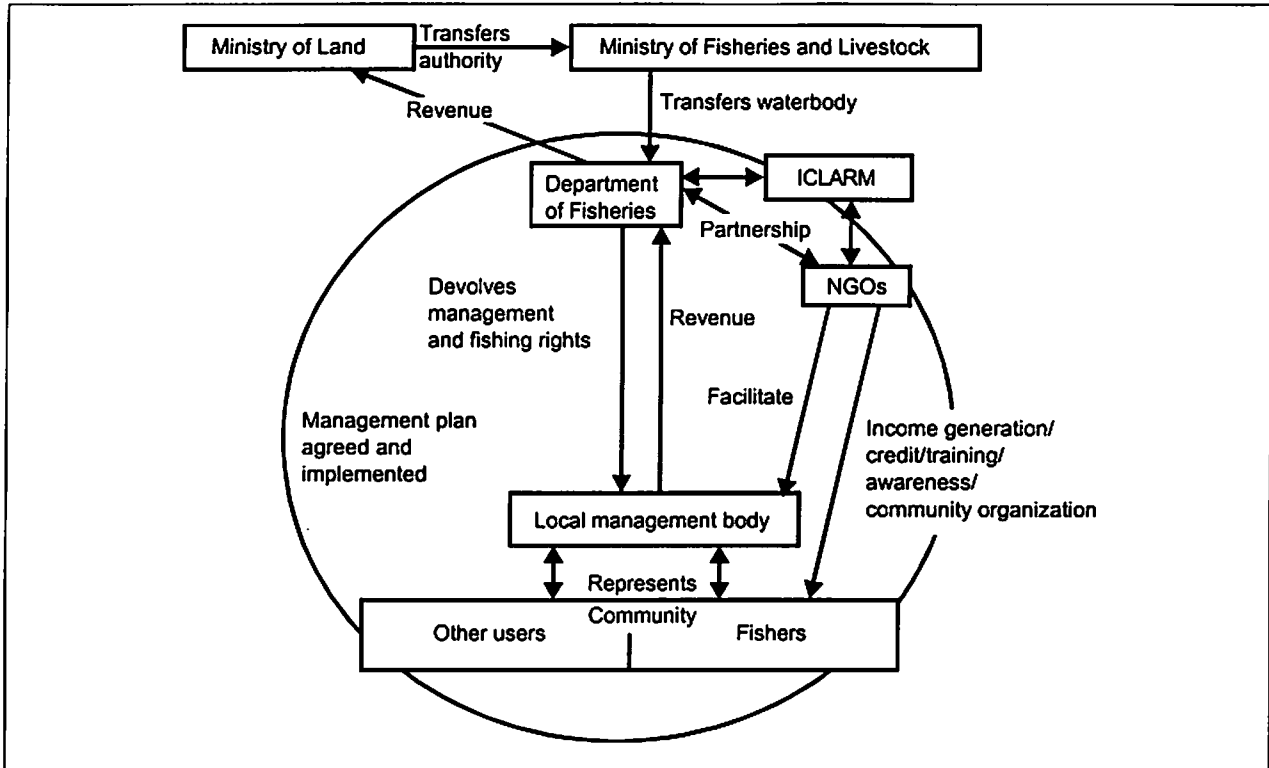 Ministry of Land
Transfers
authority
Ministry of Fisheries and Livestock
Revenue
Transfers waterbody
Department
of Fisheries
ICLARM
Partnership
NGOs
Devolves
management
and fishing rights
Revenue
Facilitate
Management plan
agreed and
implemented
Income generation/
credit/training/
awareness/
community organization
Local management body
Represents
Community
Other users
Fishers